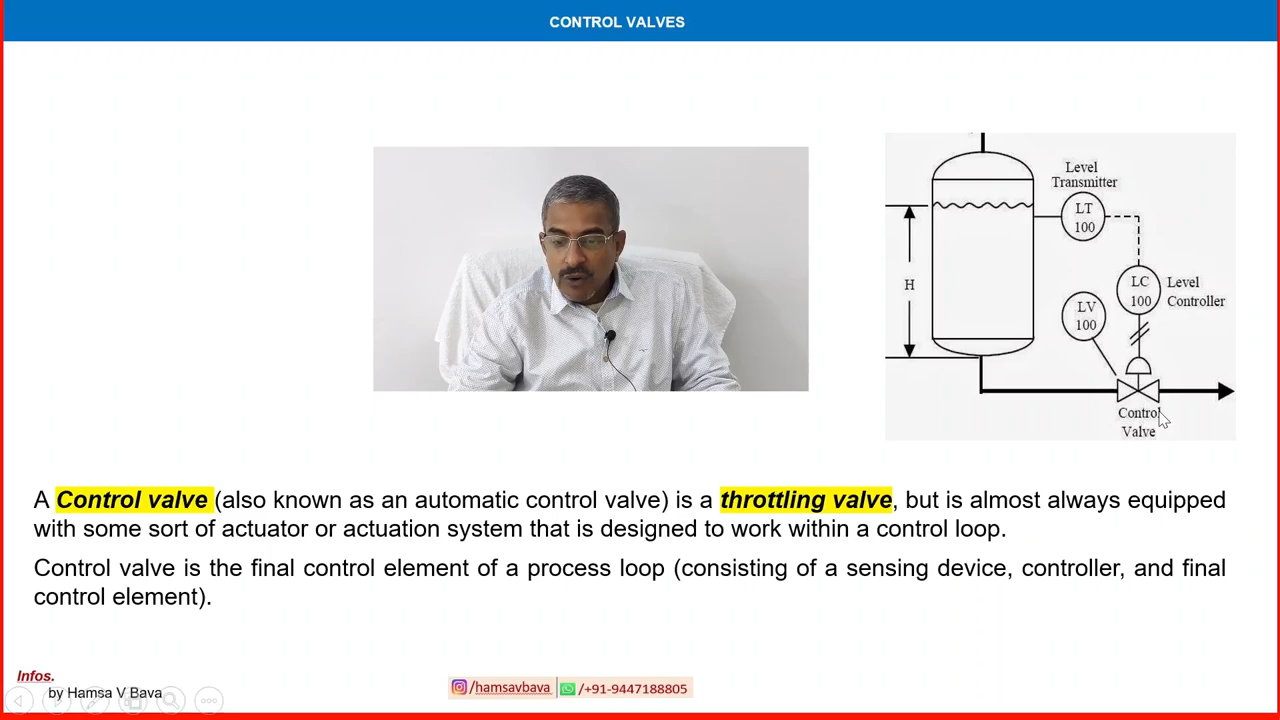 CONTROL VALVES
Level
Transmitter
LT
100
H
LC
100
Level
Controller
LV
100
Control
Valve
A Control valve (also known as an automatic control valve) is a throttling valve, but is almost always equipped
with some sort of actuator or actuation system that is designed to work within a control loop.
Control valve is the final control element of a process loop (consisting of a sensing device, controller, and final
control element).
Infos.
by Hamsa V Bava
/hamsavbava
/+91-9447188805